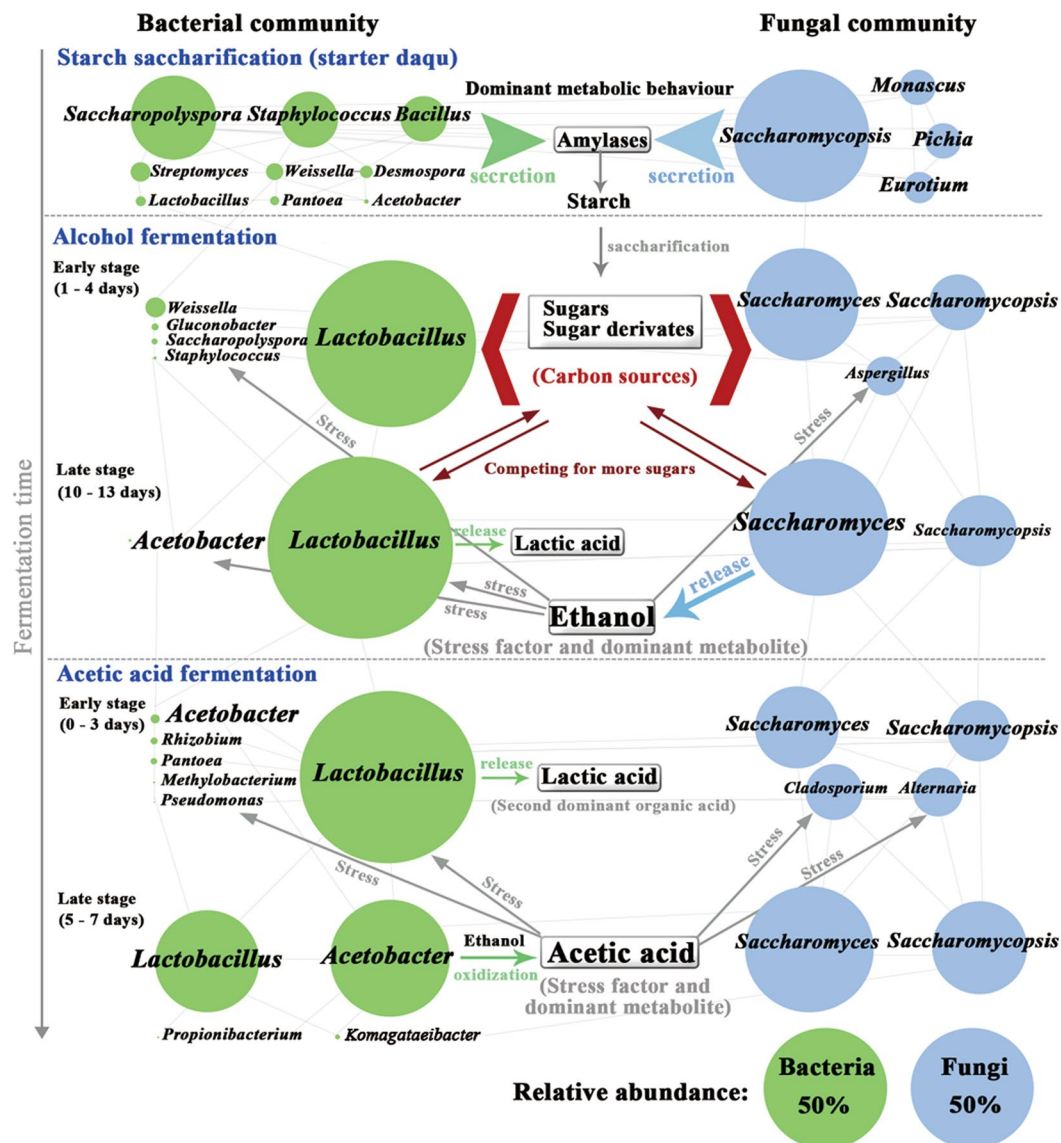 Bacterial community
Fungal community
Starch saccharification (starter daqu)
Dominant metabolic behaviour
Saccharopolyspora
Staphylococcus
Bacillus
Amylases
Saccharomycopsis
Monascus
Pichia
Eurotium
secretion
secretion
Streptomyces
Weissella
Desmospora
Lactobacillus
Pantoea
Acetobacter
Starch
Alcohol fermentation
saccharification
Early stage
(1 - 4 days)
Weissella
Gluconobacter
Saccharopolyspora
Staphylococcus
Lactobacillus
Sugars
Sugar derivates
(Carbon sources)
Saccharomyces
Saccharomycopsis
Aspergillus
Stress
Stress
Late stage
(10 - 13 days)
Competing for more sugars
Acetobacter
Lactobacillus
release
Lactic acid
Saccharomyces
Saccharomycopsis
stress
stress
release
Ethanol
(Stress factor and dominant metabolite)
Fermentation time
Acetic acid fermentation
Early stage
(0 - 3 days)
Acetobacter
Rhizobium
Pantoea
Methylobacterium
Pseudomonas
Lactobacillus
release
Lactic acid
(Second dominant organic acid)
Saccharomyces
Saccharomycopsis
Cladosporium
Alternaria
Stress
Stress
Stress
Stress
Late stage
(5 - 7 days)
Lactobacillus
Acetobacter
Ethanol
oxidization
Acetic acid
(Stress factor and
dominant metabolite)
Saccharomyces
Saccharomycopsis
Propionibacterium
Komagataeibacter
Relative abundance:
Bacteria
50%
Fungi
50%